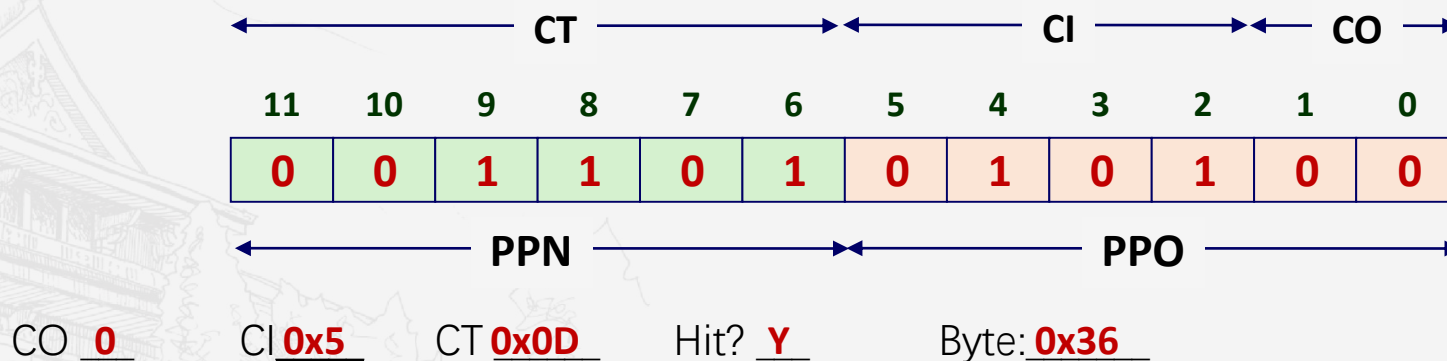 CT CI CO
11 10 9 8 7 6 5 4 3 2 1 0
0 0 1 1 0 1 0 1 0 1 0 0
PPN PPO
CO 0 CI 0x5 CT 0x0D Hit? Y Byte: 0x36